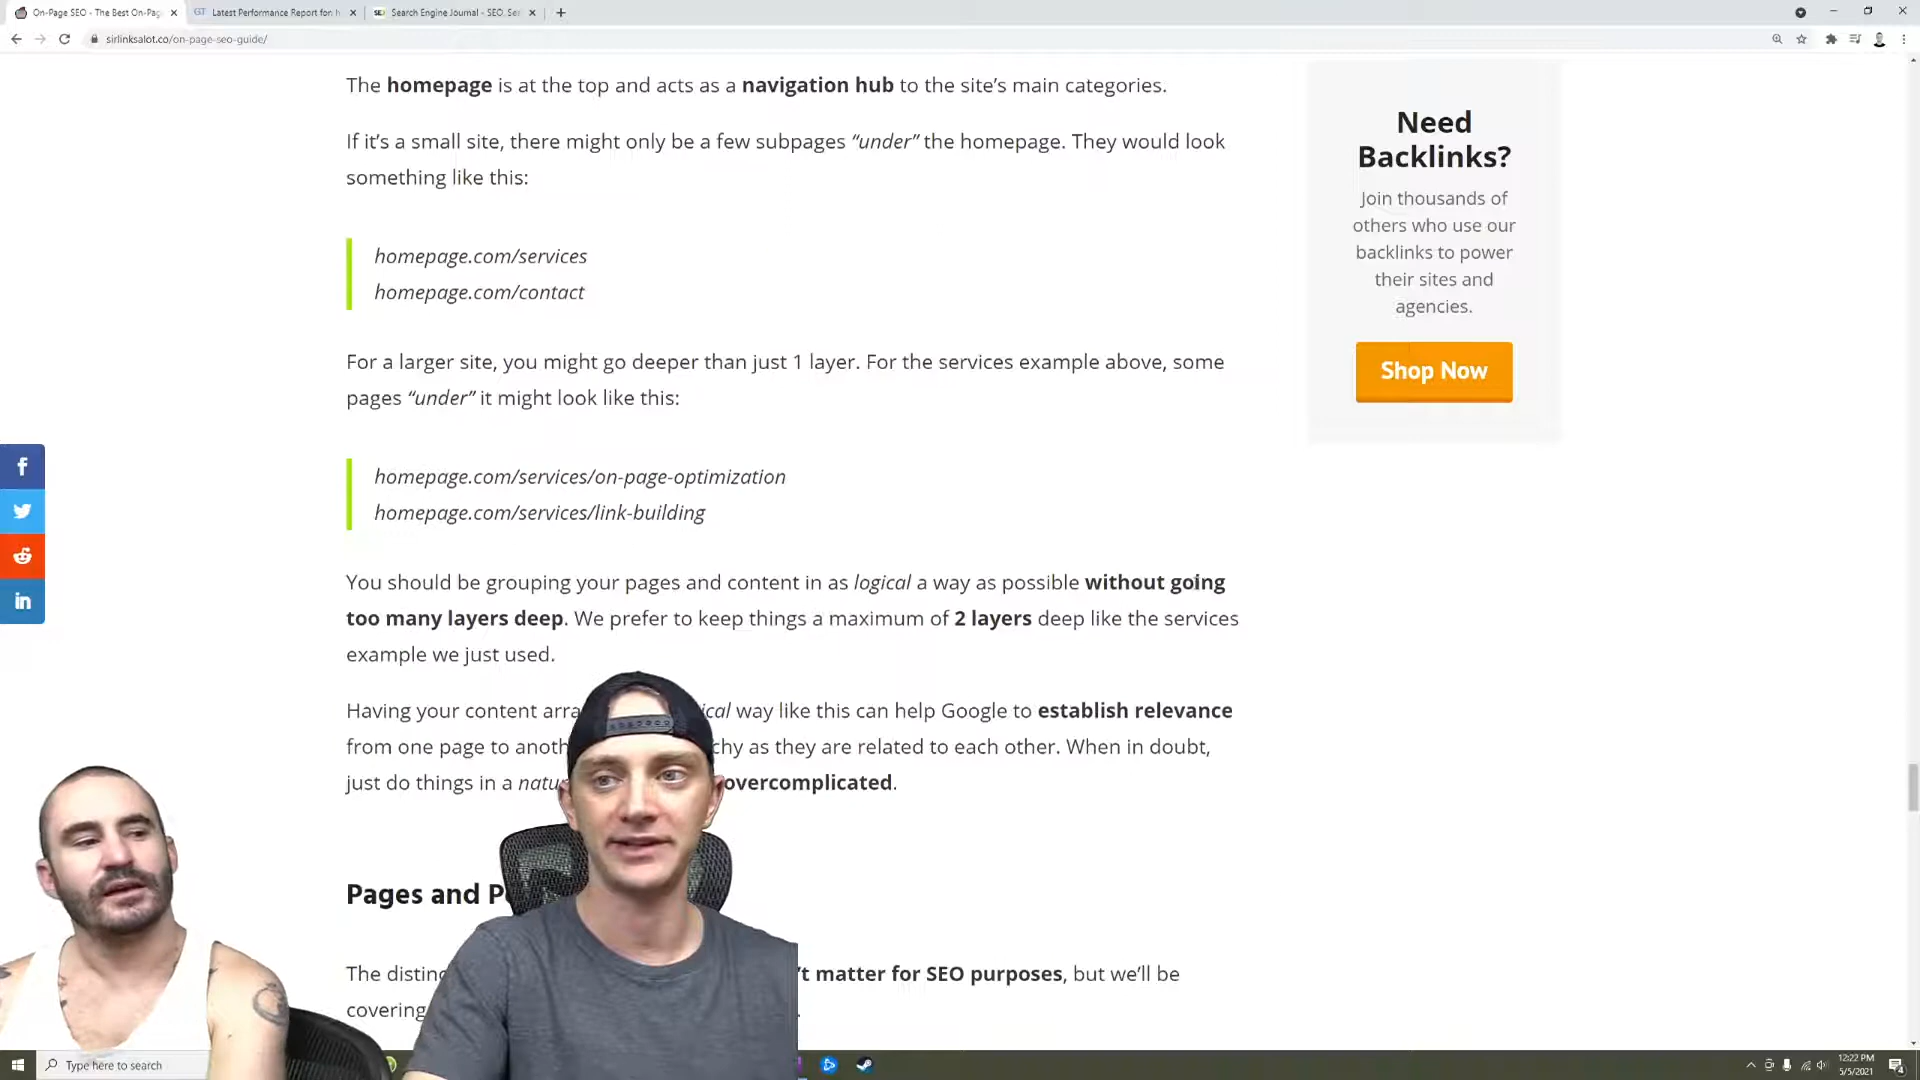 On-Page SEO - The Best On-Pag
GT Latest Performance Report for: h
SEJ Search Engine Journal - SEO, Se
sirlinksalot.co/on-page-seo-guide/
The homepage is at the top and acts as a navigation hub to the site's main categories.
If it's a small site, there might only be a few subpages “under” the homepage. They would look
something like this:
homepage.com/services
homepage.com/contact
For a larger site, you might go deeper than just 1 layer. For the services example above, some
pages “under” it might look like this:
homepage.com/services/on-page-optimization
homepage.com/services/link-building
You should be grouping your pages and content in as logical a way as possible without going
too many layers deep. We prefer to keep things a maximum of 2 layers deep like the services
example we just used.
Having your content way like this can help Google to establish relevance
from one page to as they are related to each other. When in doubt,
just do things in a overcomplicated.
Pages and
The matter for SEO purposes, but we'll be
covering
Need
Backlinks?
Join thousands of
others who use our
backlinks to power
their sites and
agencies.
Shop Now
f
in
Type here to search
12:22 PM
5/5/2021